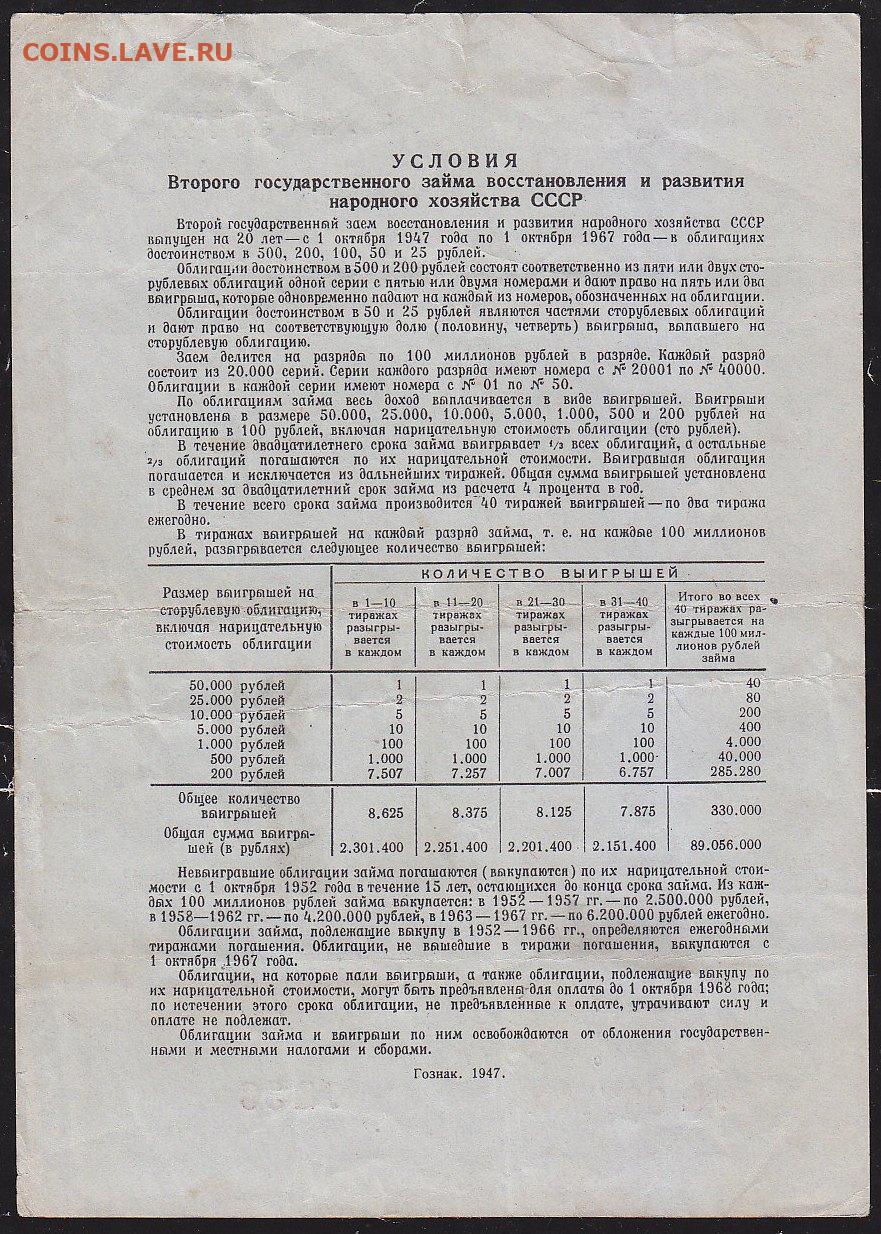 COINS.LAVE.RU
УСЛОВИЯ
Второго государственного займа восстановления и развития
народного хозяйства СССР
Второй государственный заем восстановления и развития народного хозяйства СССР
выпущен на 20 лет—с 1 октября 1947 года по 1 октября 1967 года—в облигациях
достоинством в 500, 200, 100, 50 и 25 рублей.
Облигации достоинством в 500 и 200 рублей состоят соответственно из пяти или двух сто-
рублевых облигаций одной серии с пятью или двумя номерами и дают право на пять или два
выигрыша, которые одновременно падают на каждый из номеров, обозначенных на облигации.
Облигации достоинством в 50 и 25 рублей являются частями сторублевых облигаций
и дают право на соответствующую долю (половину, четверть) выигрыша, выпавшего на
сторублевую облигацию.
Заем делится на разряды по 100 миллионов рублей в разряде. Каждый разряд
состоит из 20.000 серий. Серии каждого разряда имеют номера с № 20001 по № 40000.
Облигации в каждой серии имеют номера с № 01 по № 50.
По облигациям займа весь доход выплачивается в виде выигрышей. Выигрыши
установлены в размере 50.000, 25.000, 10.000, 5.000, 1.000, 500 и 200 рублей на
облигацию в 100 рублей, включая нарицательную стоимость облигации (сто рублей).
В течение двадцатилетнего срока займа выигрывает 1/3 всех облигаций, а остальные
2/3 облигаций погашаются по их нарицательной стоимости. Выигравшая облигация
погашается и исключается из дальнейших тиражей. Общая сумма выигрышей установлена
в среднем за двадцатилетний срок займа из расчета 4 процента в год.
В течение всего срока займа производится 40 тиражей выигрышей—по два тиража
ежегодно.
В тиражах выигрышей на каждый разряд займа, т. е. на каждые 100 миллионов
рублей, разыгрывается следующее количество выигрышей:
Размер выигрышей на
сторублевую облигацию,
включая нарицательную
стоимость облигации
КОЛИЧЕСТВО ВЫИГРЫШЕЙ
в 1—10
тиражах
разыгры-
вается
в каждом
в 11—20
тиражах
разыгры-
вается
в каждом
в 21—30
тиражах
разыгры-
вается
в каждом
в 31—40
тиражах
разыгры-
вается
в каждом
Итого во всех
40 тиражах ра-
зыгрывается на
каждые 100 мил-
лионов рублей
займа
50.000 рублей 1 1 1 1 40
25.000 рублей 2 2 2 2 80
10.000 рублей 5 5 5 5 200
5.000 рублей 10 10 10 10 400
1.000 рублей 100 100 100 100 4.000
500 рублей 1.000 1.000 1.000 1.000 40.000
200 рублей 7.507 7.257 7.007 6.757 285.280
Общее количество
выигрышей 8.625 8.375 8.125 7.875 330.000
Общая сумма выигры-
шей (в рублях) 2.301.400 2.251.400 2.201.400 2.151.400 89.056.000
Невыигравшие облигации займа погашаются (выкупаются) по их нарицательной стои-
мости с 1 октября 1952 года в течение 15 лет, остающихся до конца срока займа. Из каж-
дых 100 миллионов рублей займа выкупается: в 1952—1957 гг.—по 2.500.000 рублей,
в 1958—1962 гг.—по 4.200.000 рублей, в 1963—1967 гг.—по 6.200.000 рублей ежегодно.
Облигации займа, подлежащие выкупу в 1952—1966 гг., определяются ежегодными
тиражами погашения. Облигации, не вышедшие в тиражи погашения, выкупаются с
1 октября 1967 года.
Облигации, на которые пали выигрыши, а также облигации, подлежащие выкупу по
их нарицательной стоимости, могут быть предъявлены для оплаты до 1 октября 1968 года;
по истечении этого срока облигации, не предъявленные к оплате, утрачивают силу и
оплате не подлежат.
Облигации займа и выигрыши по ним освобождаются от обложения государствен-
ными и местными налогами и сборами.
Гознак. 1947.